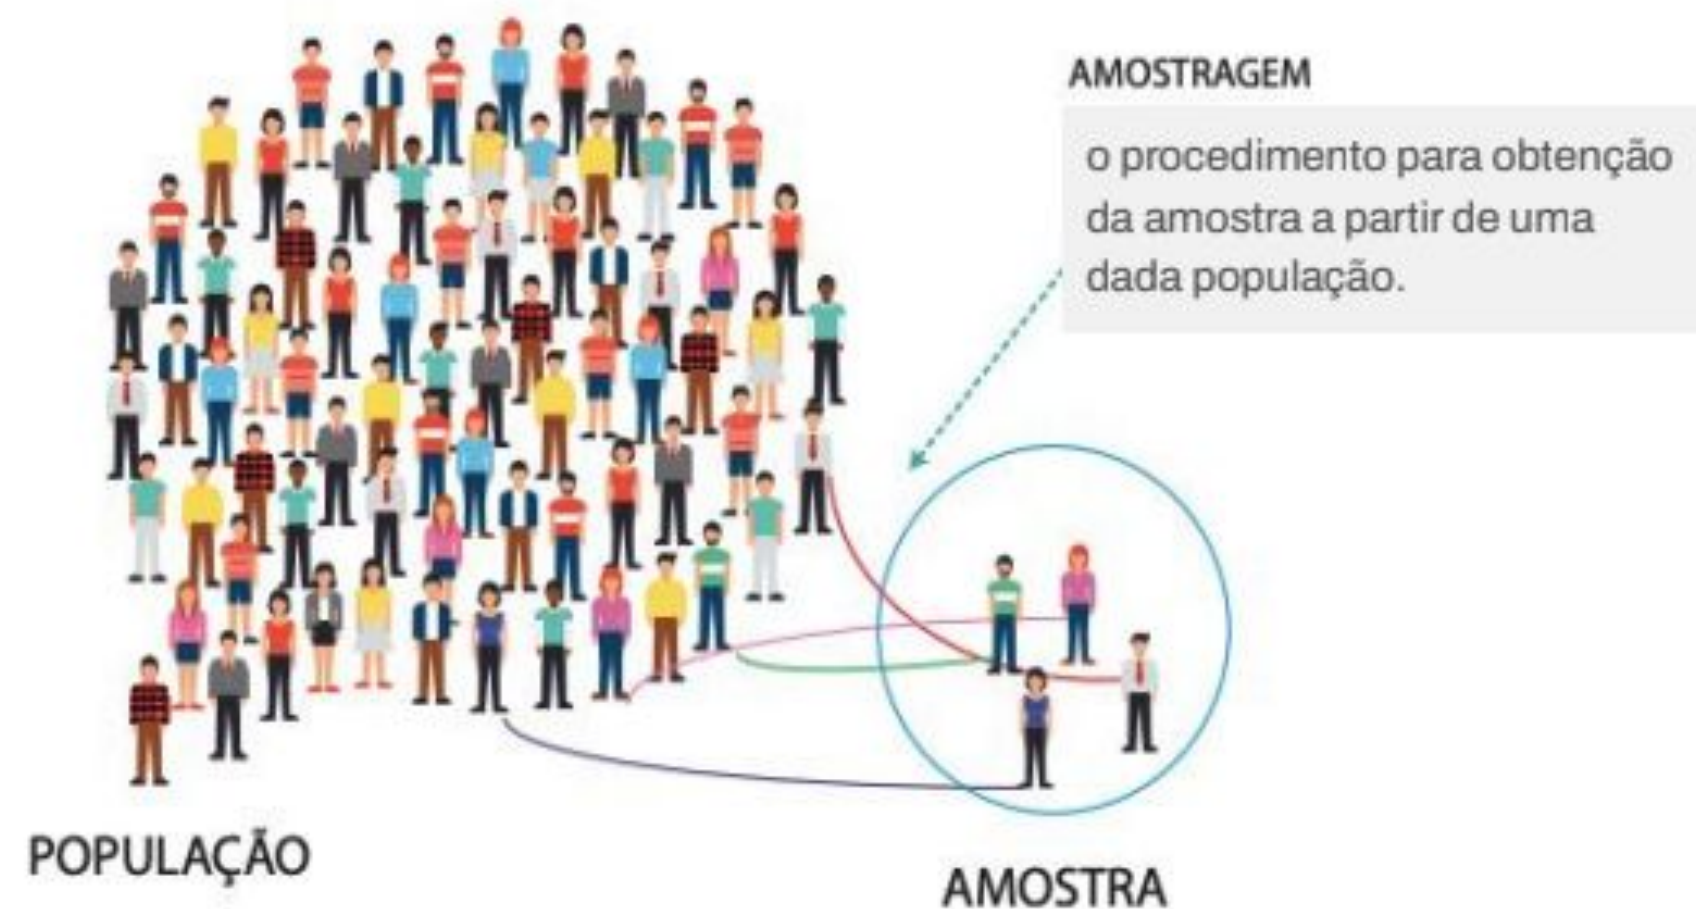 AMOSTRAGEM
o procedimento para obtenção
da amostra a partir de uma
dada população.
POPULAÇÃO
AMOSTRA